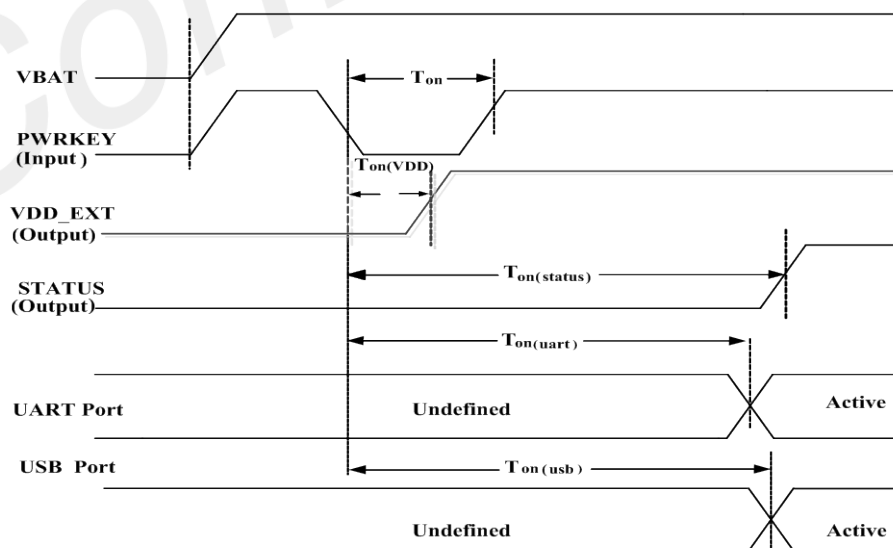 Com
VBAT
Ton
PWRKEY
(Input )
Ton(VDD)
VDD_EXT
(Output)
STATUS
(Output)
Ton(status)
Ton(uart)
UART Port
Undefined
Active
USB Port
Ton(usb)
Undefined
Active